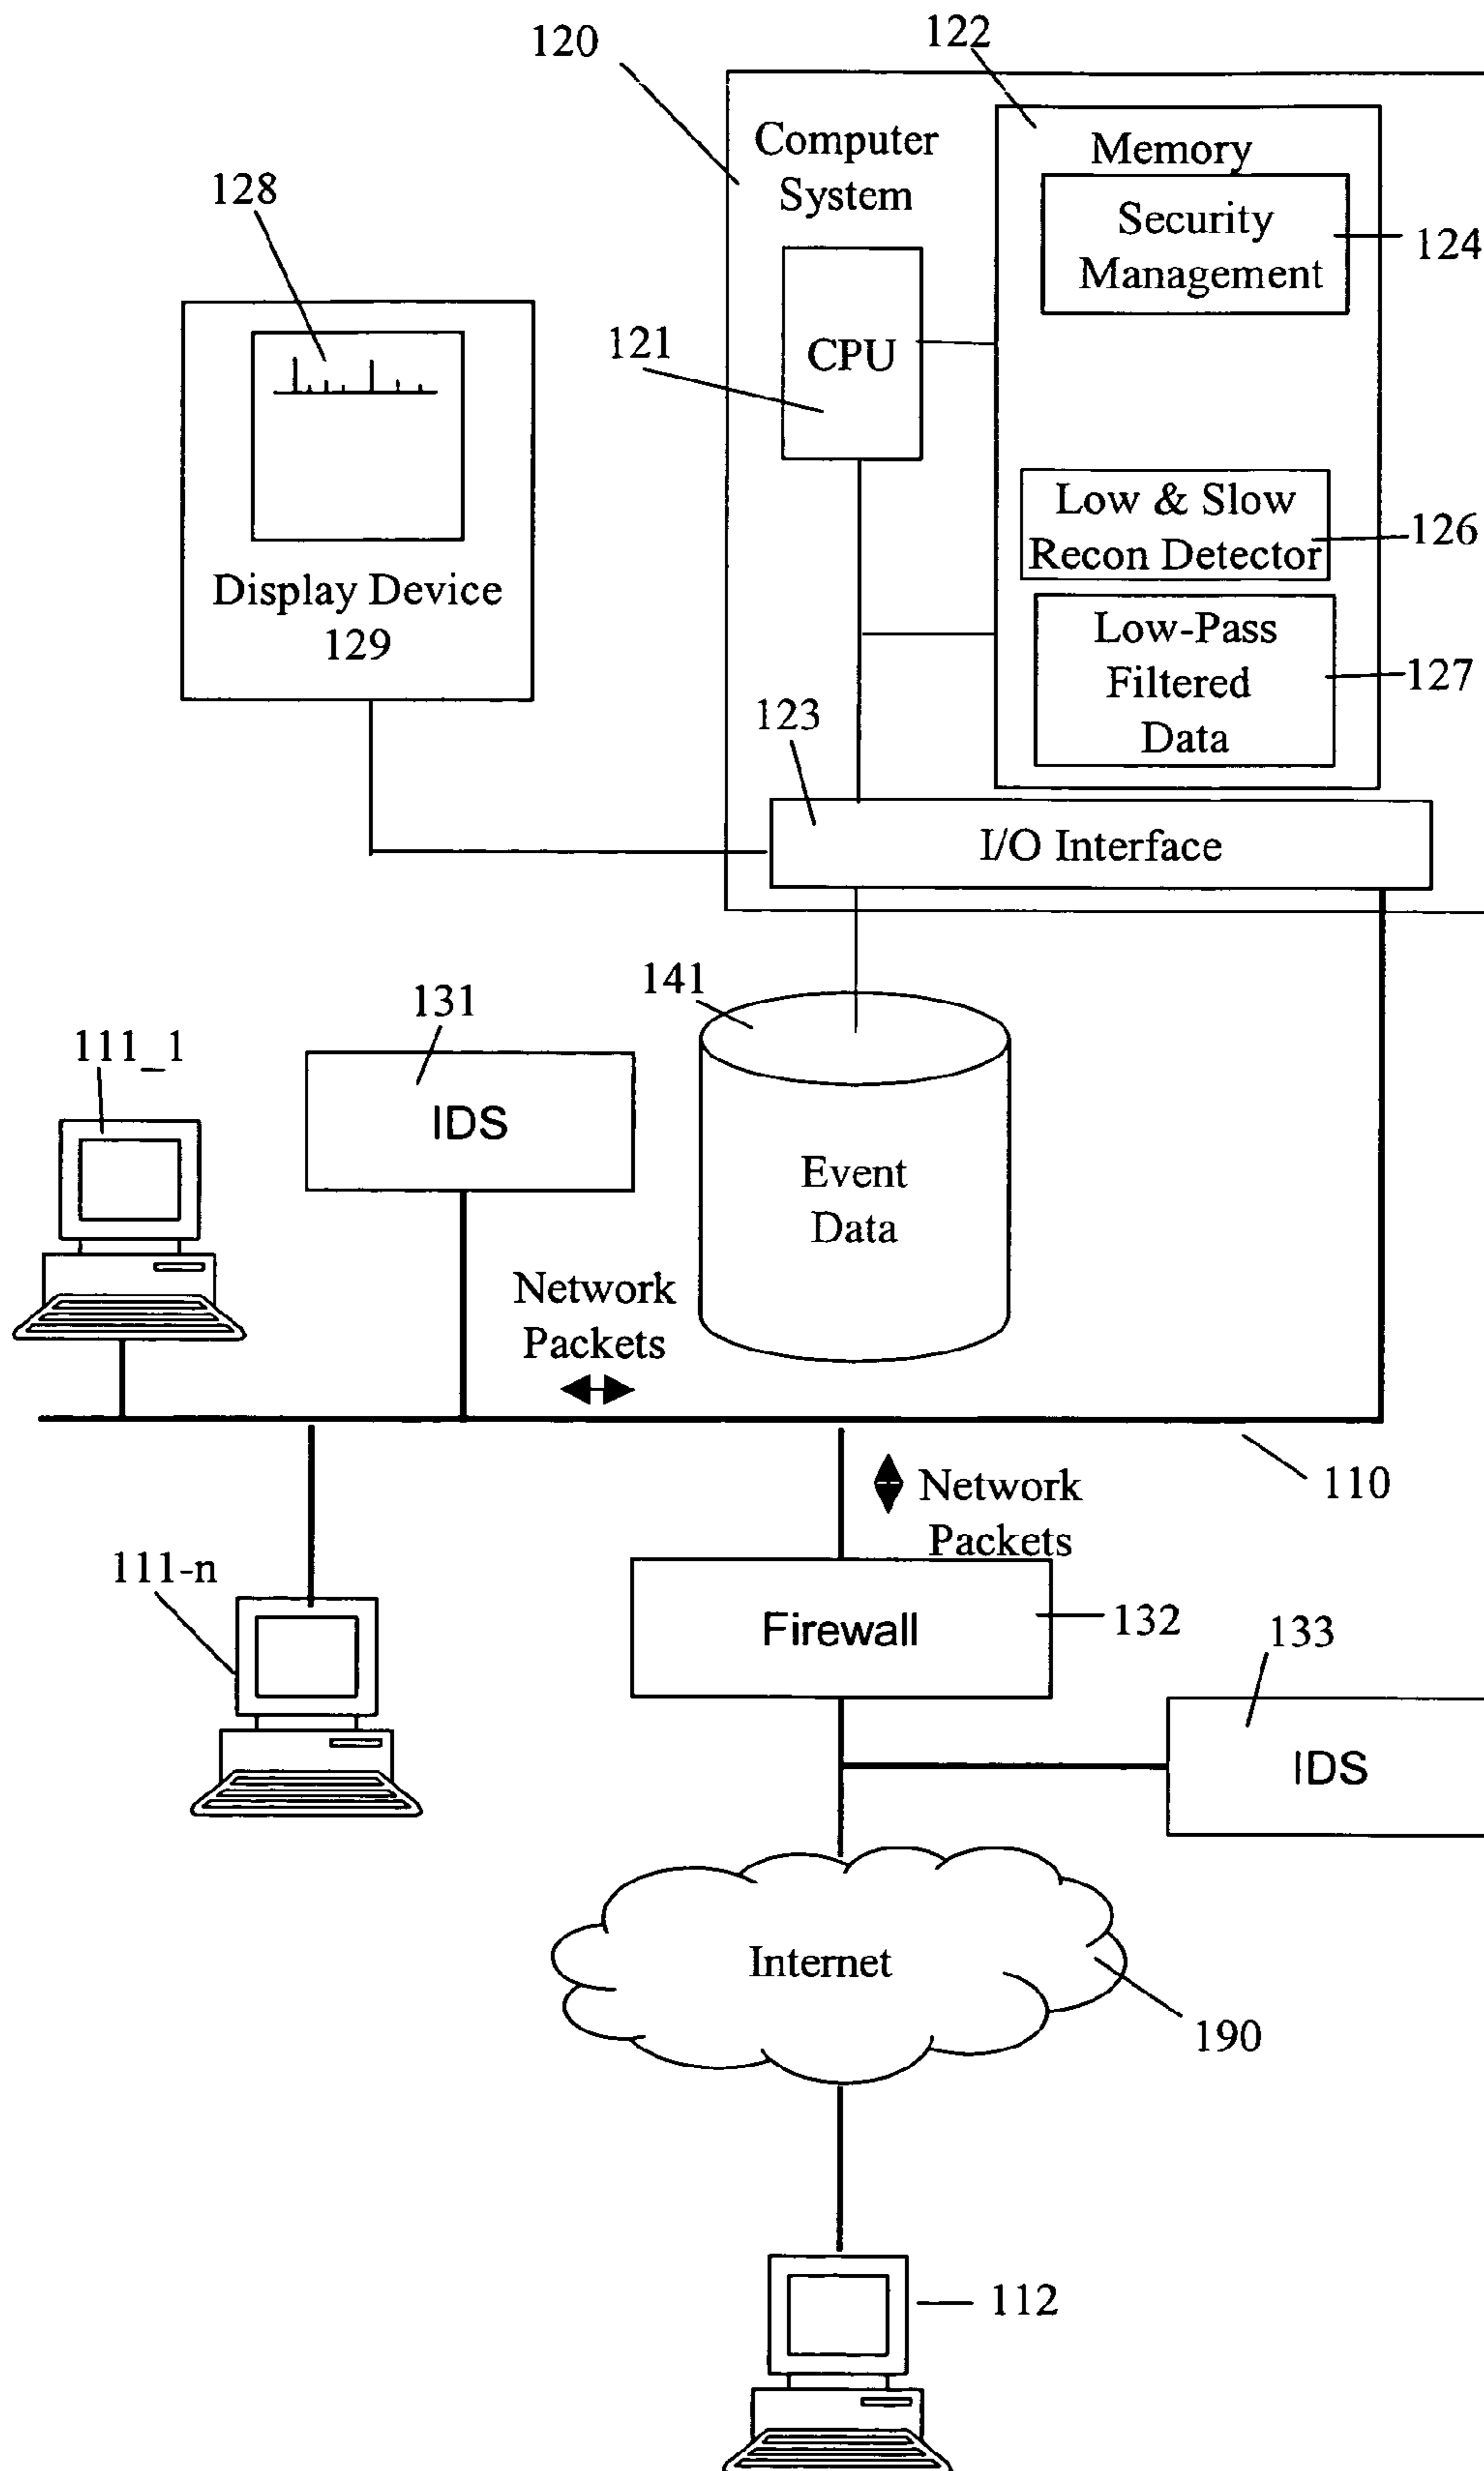 120
122
Computer
System
Memory
Security
Management
124
128
121
CPU
Low & Slow
Recon Detector
126
Display Device
129
Low-Pass
Filtered
Data
127
123
I/O Interface
141
131
111_1
IDS
Event
Data
Network
Packets
110
Network
Packets
111-n
Firewall
132
133
IDS
Internet
190
112